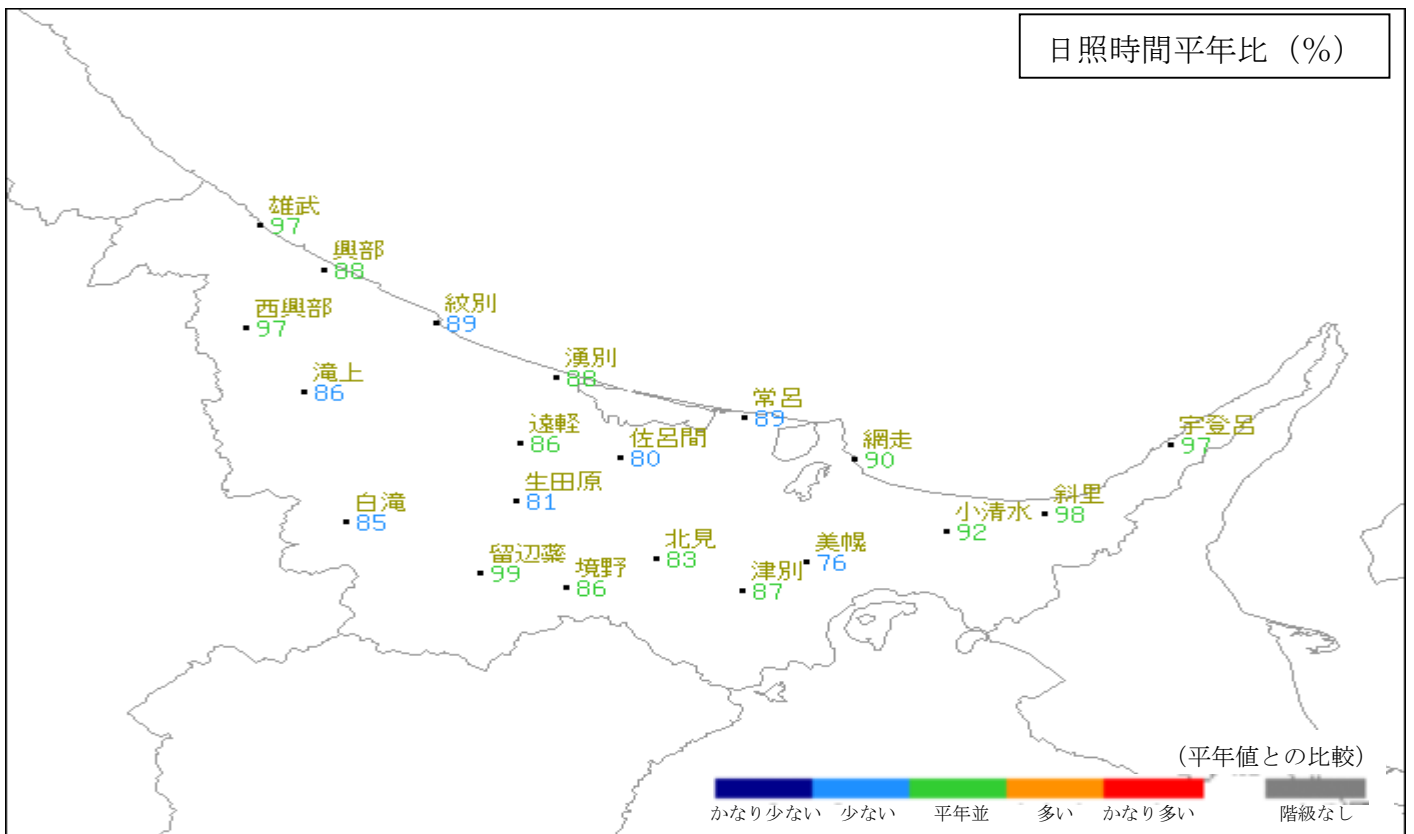 日照時間平年比（%）
雄武
97
興部
88
西興部
97
紋別
89
滝上
86
湧別
88
常呂
89
遠軽
86
佐呂間
80
網走
90
宇登呂
97
生田原
81
白滝
85
斜里
98
小清水
92
北見
83
美幌
76
留辺蘂
99
境野
86
津別
87
（平年値との比較）
かなり少ない 少ない 平年並 多い かなり多い 階級なし